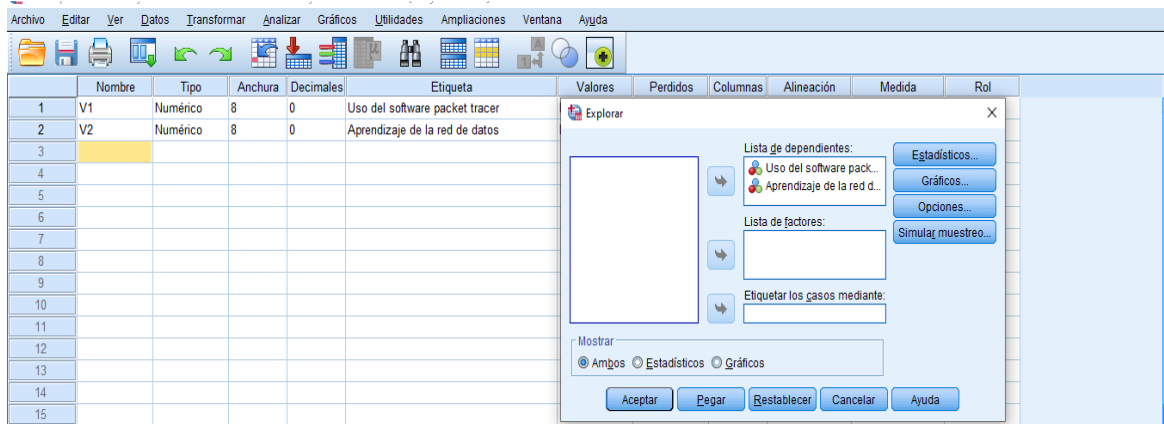 Archivo Editar Ver Datos Transformar Analizar Gráficos Utilidades Ampliaciones Ventana Ayuda
Nombre Tipo Anchura Decimales Etiqueta Valores Perdidos Columnas Alineación Medida Rol
1 V1 Numérico 8 0 Uso del software packet tracer
2 V2 Numérico 8 0 Aprendizaje de la red de datos
3
4
5
6
7
8
9
10
11
12
13
14
15
Explorar
Lista de dependientes:
Uso del software pack...
Aprendizaje de la red d...
Lista de factores:
Etiquetar los casos mediante:
Estadísticos...
Gráficos...
Opciones...
Simular muestreo...
Mostrar
Ambos Estadísticos Gráficos
Aceptar Pegar Restablecer Cancelar Ayuda